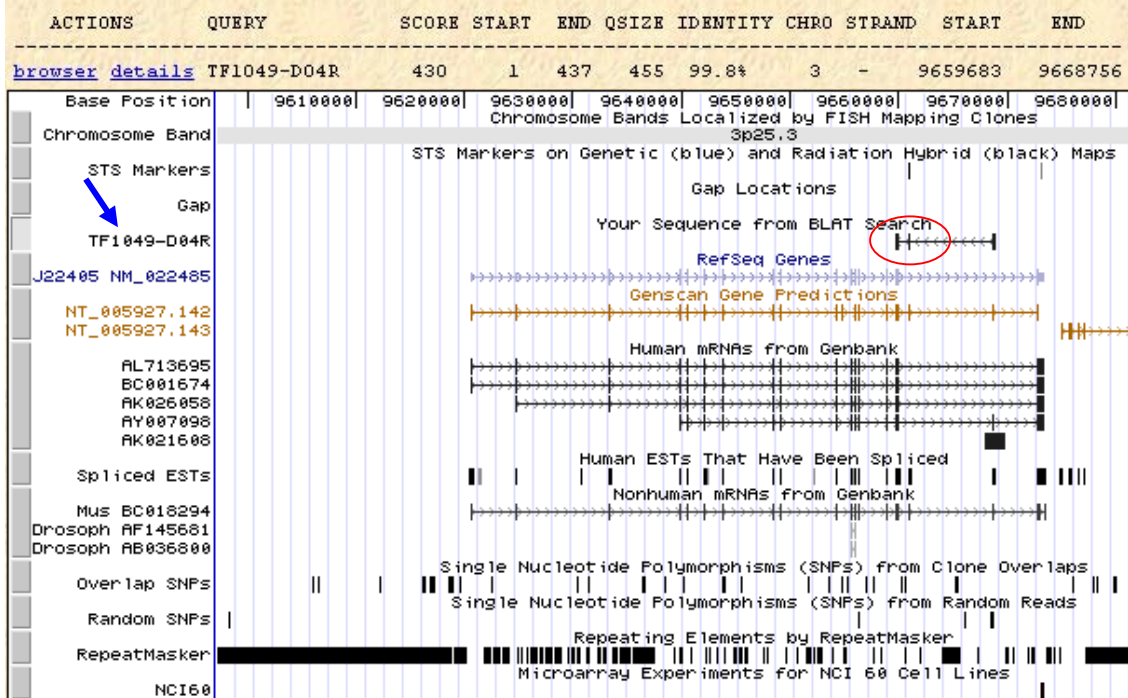 ACTIONS QUERY SCORE START END QSIZE IDENTITY CHRO STRAND START END
browser details TF1049-D04R 430 1 437 455 99.8% 3 - 9659683 9668756
Base Position | 9610000| 9620000| 9630000| 9640000| 9650000| 9660000| 9670000| 9680000|
Chromosome Bands Localized by FISH Mapping Clones
Chromosome Band 3p25.3
STS Markers on Genetic (blue) and Radiation Hybrid (black) Maps
STS Markers
Gap Locations
Gap
Your Sequence from BLAT Search
TF1049-D04R
RefSeq Genes
J22405 NM_022485
Genscan Gene Predictions
NT_005927.142
NT_005927.143
Human mRNAs from Genbank
AL713695
BC001674
AK026058
AY007098
AK021608
Human ESTs That Have Been Spliced
Spliced ESTs
Nonhuman mRNAs from Genbank
Mus BC018294
Drosoph AF145681
Drosoph AB036800
Single Nucleotide Polymorphisms (SNPs) from Clone Overlaps
Overlap SNPs
Single Nucleotide Polymorphisms (SNPs) from Random Reads
Random SNPs
Repeating Elements by RepeatMasker
RepeatMasker
Microarray Experiments for NCI 60 Cell Lines
NCI60